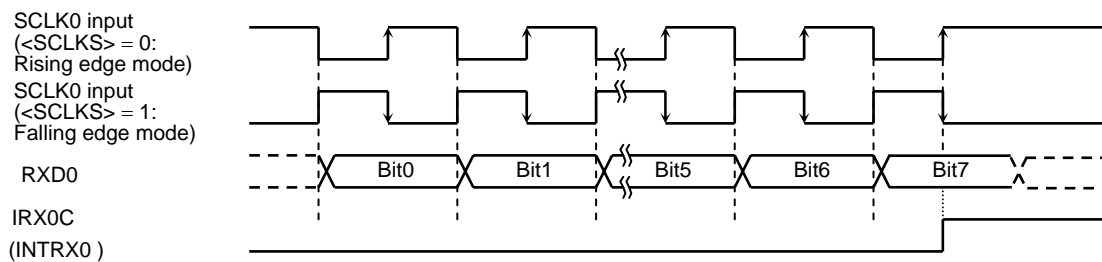 SCLK0 input
(<SCLKS> = 0:
Rising edge mode)
SCLK0 input
(<SCLKS> = 1:
Falling edge mode)
RXD0
Bit0 Bit1 Bit5 Bit6 Bit7
IRX0C
(INTRX0 )